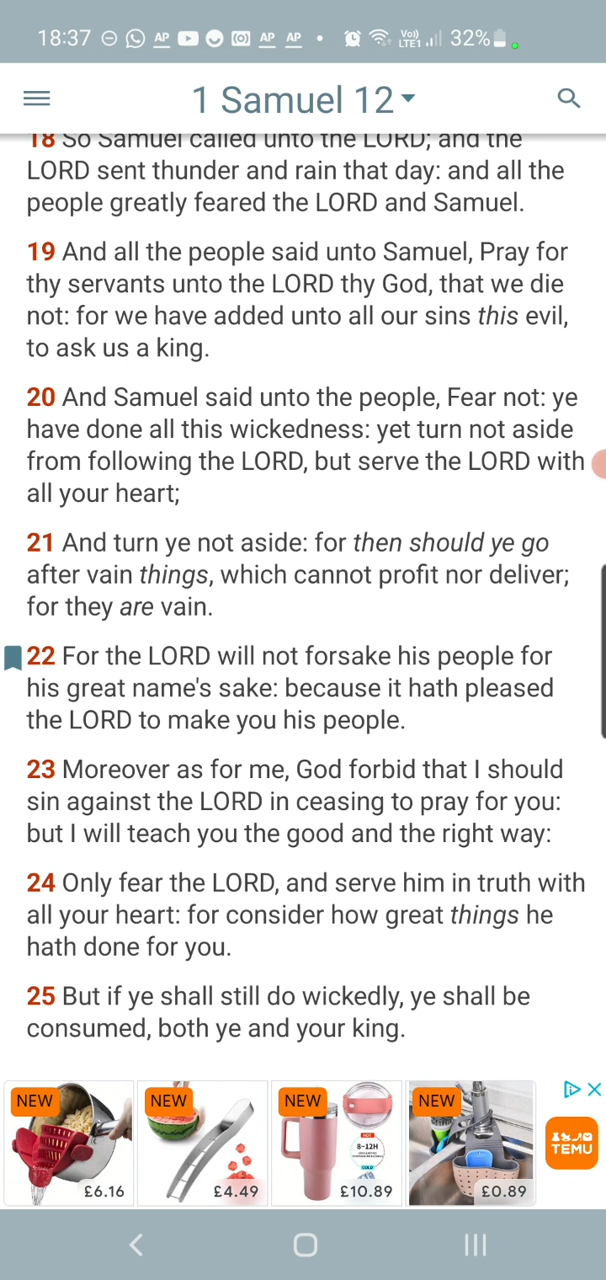 18:37 AP AP AP Vo)) LTE1 32%
1 Samuel 12
18 So Samuel called unto the LORD; and the
LORD sent thunder and rain that day: and all the
people greatly feared the LORD and Samuel.
19 And all the people said unto Samuel, Pray for
thy servants unto the LORD thy God, that we die
not: for we have added unto all our sins this evil,
to ask us a king.
20 And Samuel said unto the people, Fear not: ye
have done all this wickedness: yet turn not aside
from following the LORD, but serve the LORD with
all your heart;
21 And turn ye not aside: for then should ye go
after vain things, which cannot profit nor deliver;
for they are vain.
22 For the LORD will not forsake his people for
his great name's sake: because it hath pleased
the LORD to make you his people.
23 Moreover as for me, God forbid that I should
sin against the LORD in ceasing to pray for you:
but I will teach you the good and the right way:
24 Only fear the LORD, and serve him in truth with
all your heart: for consider how great things he
hath done for you.
25 But if ye shall still do wickedly, ye shall be
consumed, both ye and your king.
NEW
£6.16
NEW
£4.49
NEW
HOT
8-12H
COLD
£10.89
NEW
£0.89
TEMU